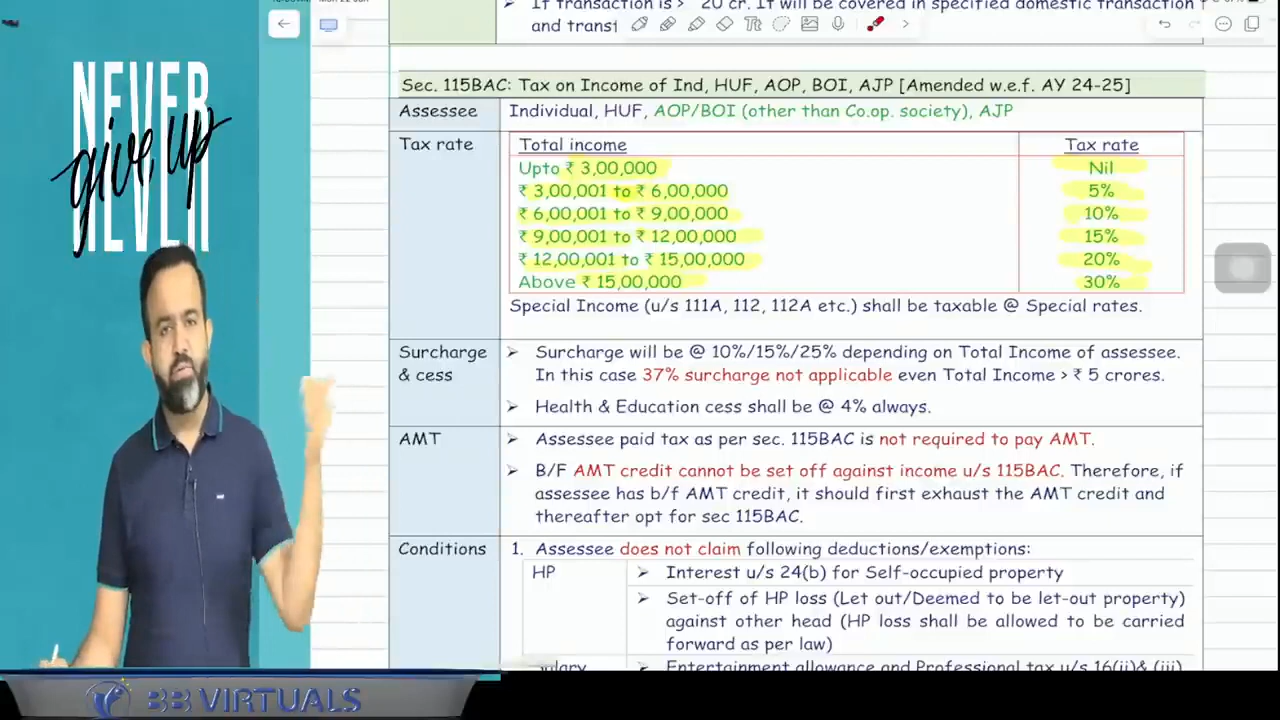 If transaction is > 20 cr. It will be covered in specified domestic transaction
and transf
NEVER
give up
NEVER
Sec. 115BAC: Tax on Income of Ind, HUF, AOP, BOI, AJP [Amended w.e.f. AY 24-25]
Assessee
Individual, HUF, AOP/BOI (other than Co.op. society), AJP
Tax rate
Total income Tax rate
Upto ₹ 3,00,000 Nil
₹ 3,00,001 to ₹ 6,00,000 5%
₹ 6,00,001 to ₹ 9,00,000 10%
₹ 9,00,001 to ₹ 12,00,000 15%
₹ 12,00,001 to ₹ 15,00,000 20%
Above ₹ 15,00,000 30%
Special Income (u/s 111A, 112, 112A etc.) shall be taxable @ Special rates.
Surcharge
& cess
➢ Surcharge will be @ 10%/15%/25% depending on Total Income of assessee.
In this case 37% surcharge not applicable even Total Income > ₹ 5 crores.
➢ Health & Education cess shall be @ 4% always.
AMT
➢ Assessee paid tax as per sec. 115BAC is not required to pay AMT.
➢ B/F AMT credit cannot be set off against income u/s 115BAC. Therefore, if
assessee has b/f AMT credit, it should first exhaust the AMT credit and
thereafter opt for sec 115BAC.
Conditions
1. Assessee does not claim following deductions/exemptions:
HP
➢ Interest u/s 24(b) for Self-occupied property
➢ Set-off of HP loss (Let out/Deemed to be let-out property)
against other head (HP loss shall be allowed to be carried
forward as per law)
Salary
➢ Entertainment allowance and Professional tax u/s 16(ii)& (iii)
BB VIRTUALS